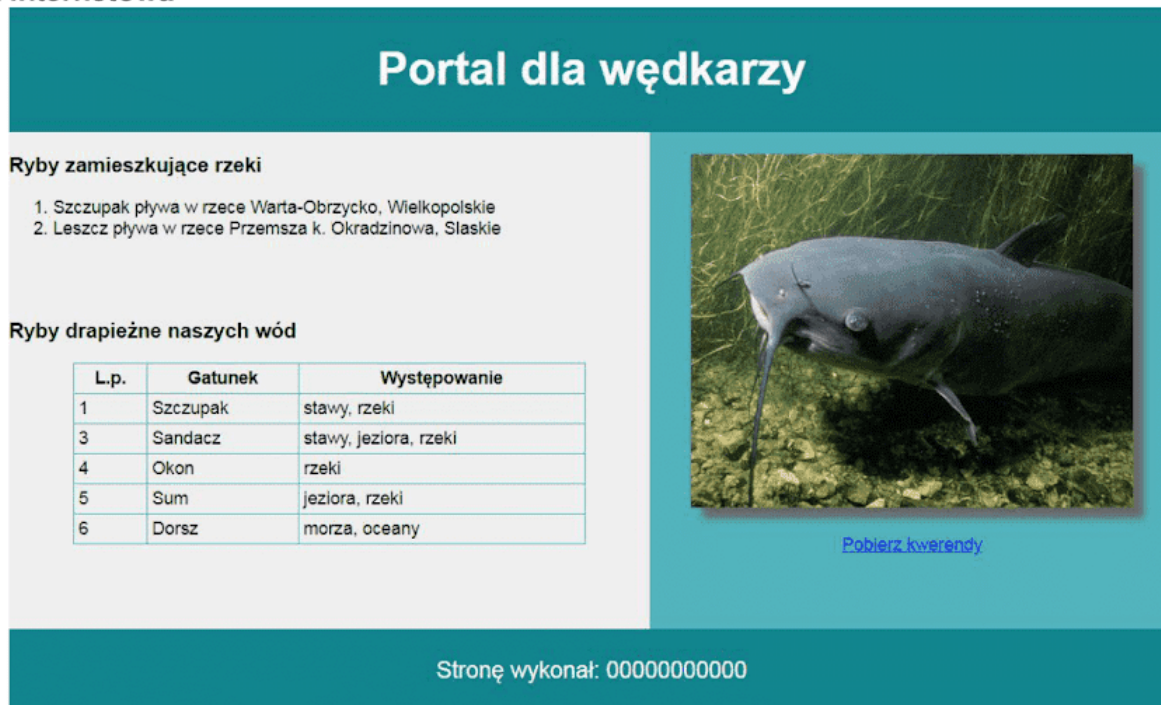 Portal dla wędkarzy
Ryby zamieszkujące rzeki
1. Szczupak pływa w rzece Warta-Obrzycko, Wielkopolskie
2. Leszcz pływa w rzece Przemsza k. Okradzinowa, Slaskie
Ryby drapieżne naszych wód
L.p. Gatunek Występowanie
1 Szczupak stawy, rzeki
3 Sandacz stawy, jeziora, rzeki
4 Okon rzeki
5 Sum jeziora, rzeki
6 Dorsz morza, oceany
Pobierz kwerendy
Stronę wykonał: 00000000000